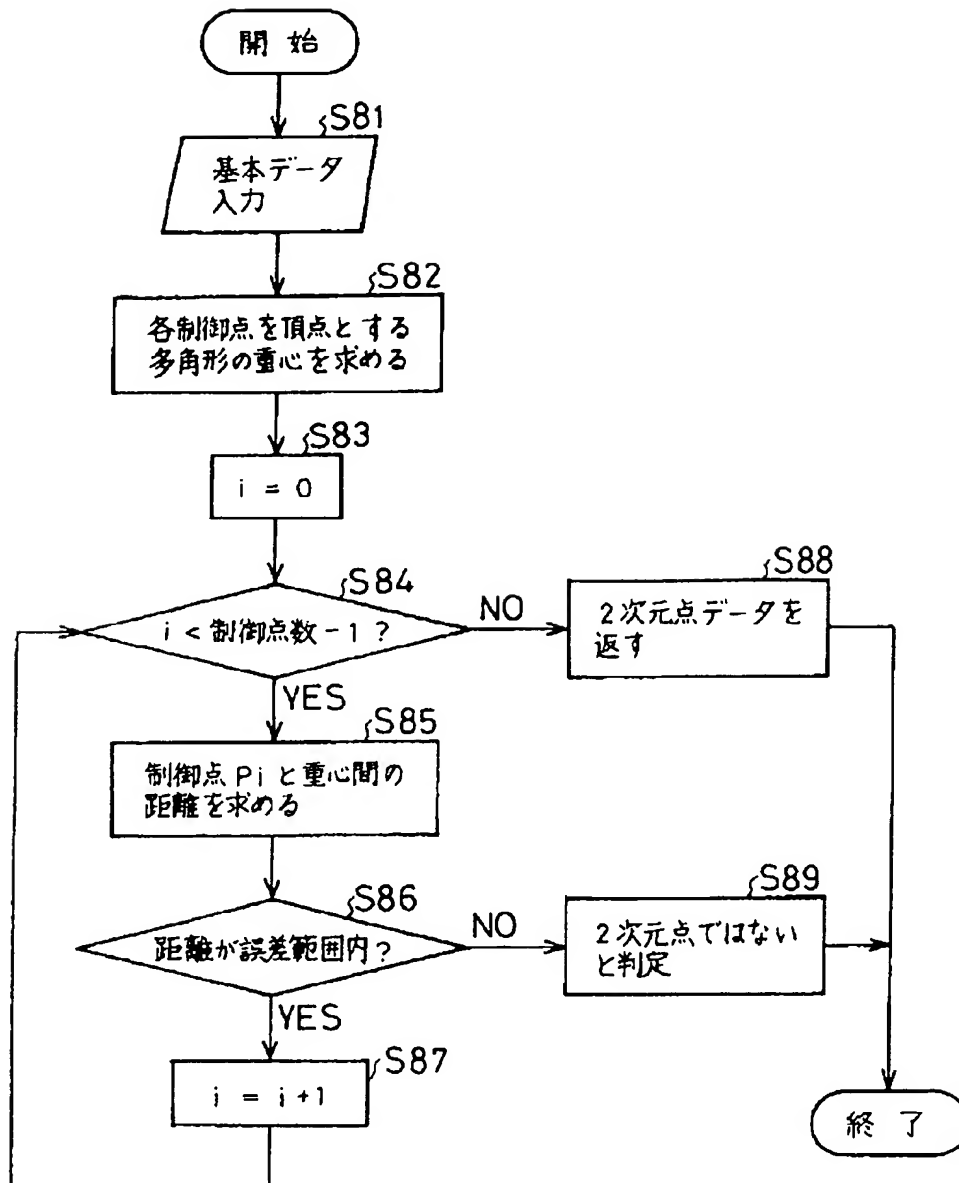 開始
S81
基本データ
入力
S82
各制御点を頂点とする
多角形の重心を求める
S83
i = 0
S84
i < 制御点数 - 1 ?
NO
S88
2次元点データを
返す
YES
S85
制御点 Pi と重心間の
距離を求める
S86
距離が誤差範囲内?
NO
S89
2次元点ではない
と判定
YES
S87
i = i+1
終了